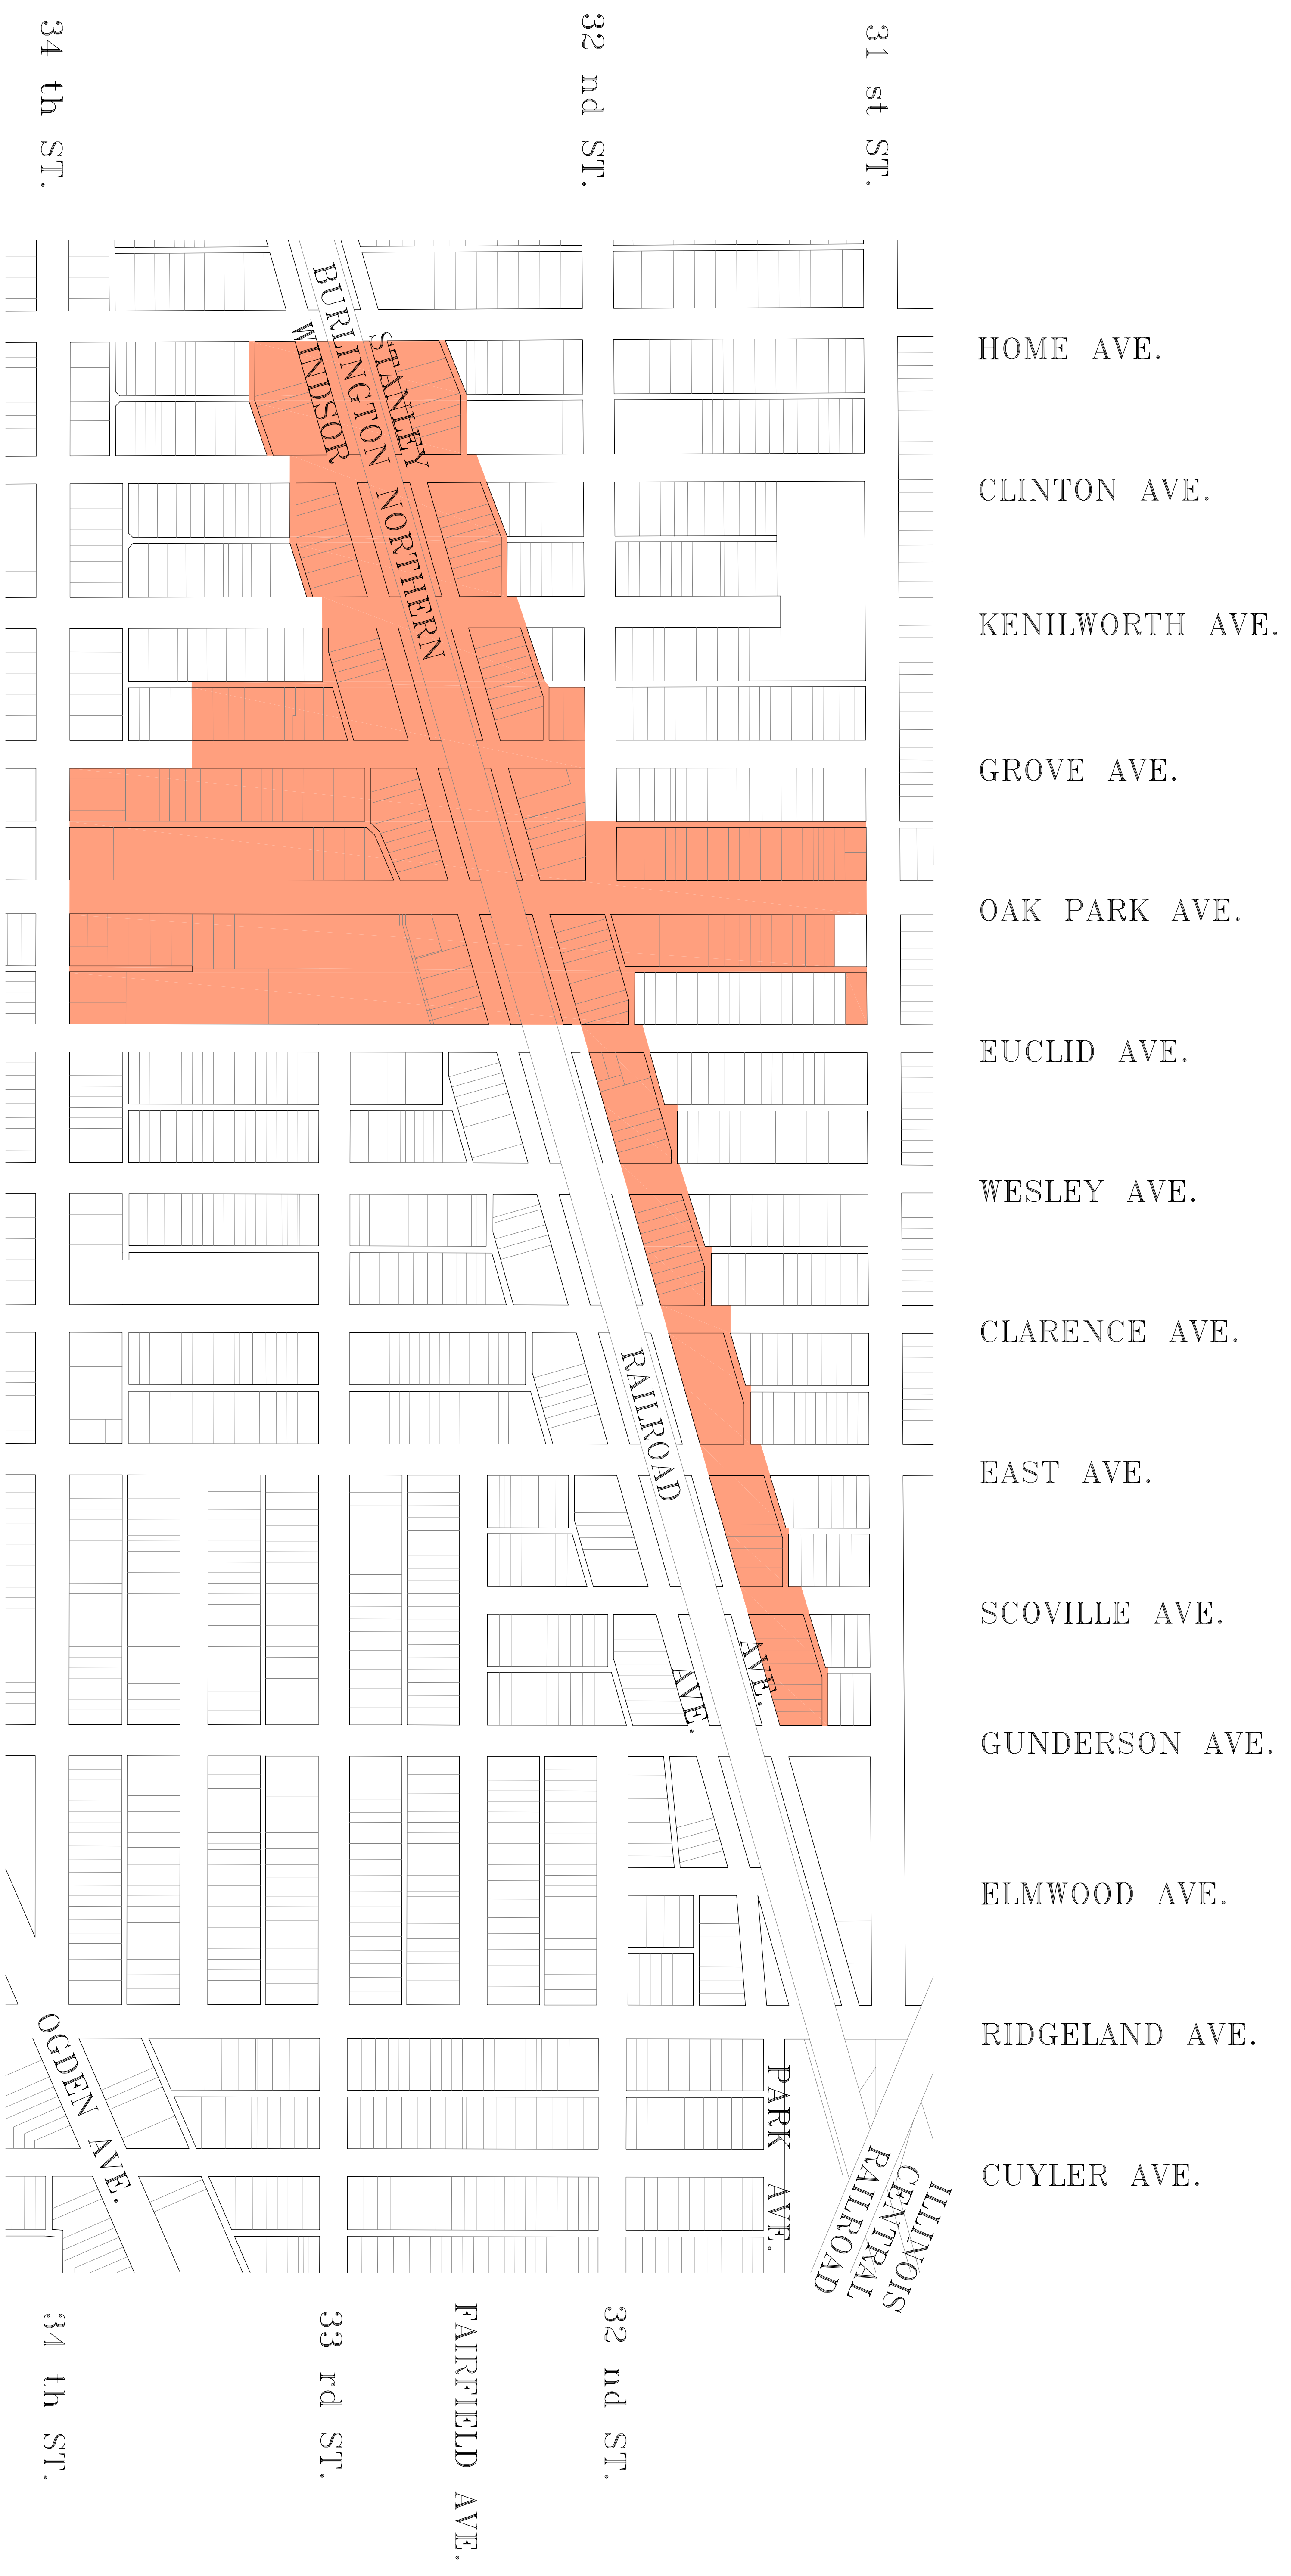 34 th ST.
32 nd ST.
31 st ST.
HOME AVE.
CLINTON AVE.
KENILWORTH AVE.
GROVE AVE.
OAK PARK AVE.
EUCLID AVE.
WESLEY AVE.
CLARENCE AVE.
EAST AVE.
SCOVILLE AVE.
GUNDERSON AVE.
ELMWOOD AVE.
RIDGELAND AVE.
CUYLER AVE.
STANLEY AVE.
BURLINGTON NORTHERN RAILROAD
WINDSOR AVE.
OGDEN AVE.
PARK AVE.
ILLINOIS
CENTRAL
RAILROAD
34 th ST.
33 rd ST.
FAIRFIELD AVE.
32 nd ST.